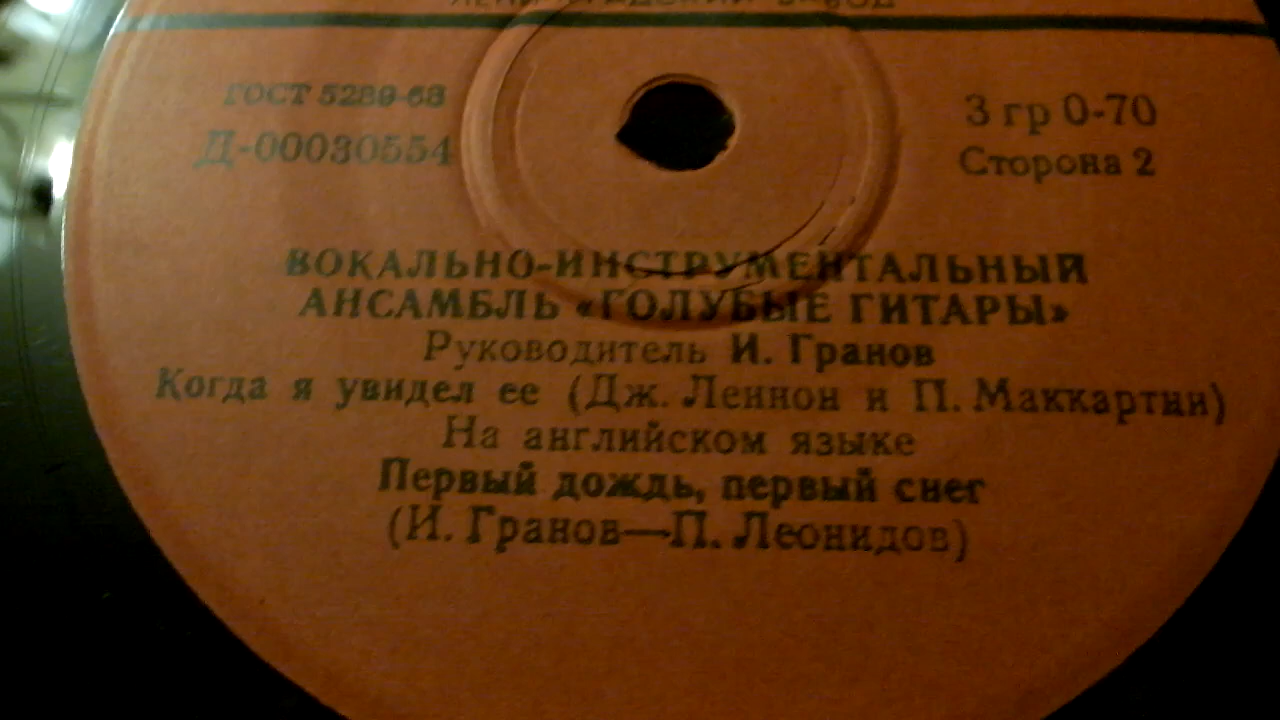 ГОСТ 5289-68
Д-00030554
3 гр 0-70
Сторона 2
ВОКАЛЬНО-ИНСТРУМЕНТАЛЬНЫЙ
АНСАМБЛЬ «ГОЛУБЫЕ ГИТАРЫ»
Руководитель И. Гранов
Когда я увидел ее (Дж. Леннон и П. Маккартни)
На английском языке
Первый дождь, первый снег
(И. Гранов—П. Леонидов)